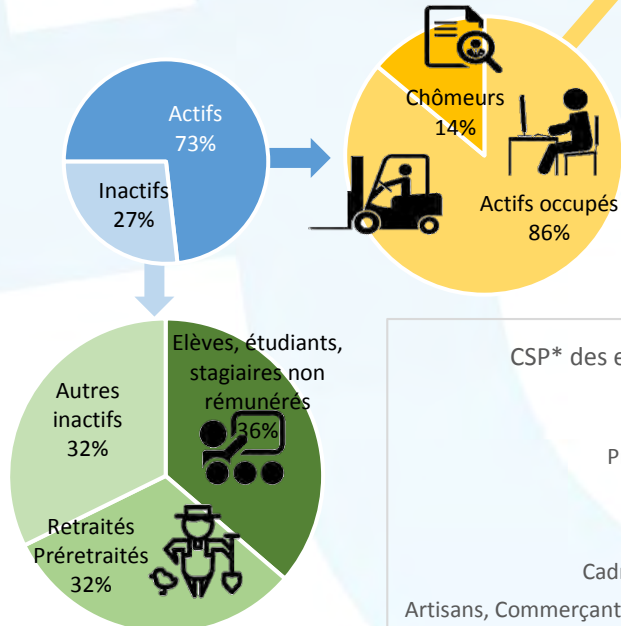 Actifs
73%
Inactifs
27%
Chômeurs
14%
Actifs occupés
86%
Elèves, étudiants,
stagiaires non
rémunérés
36%
Autres
inactifs
32%
Retraités
Préretraités
32%
CSP* des e
P
Cadr
Artisans, Commerçant